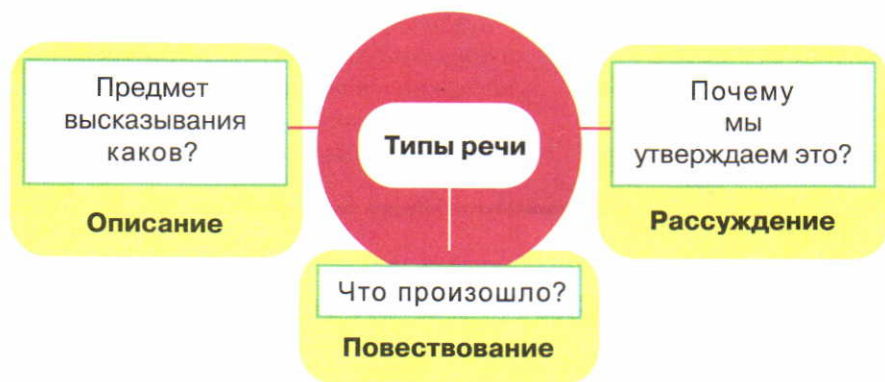 Предмет
высказывания
каков?
Описание
Типы речи
Почему
мы
утверждаем это?
Рассуждение
Что произошло?
Повествование